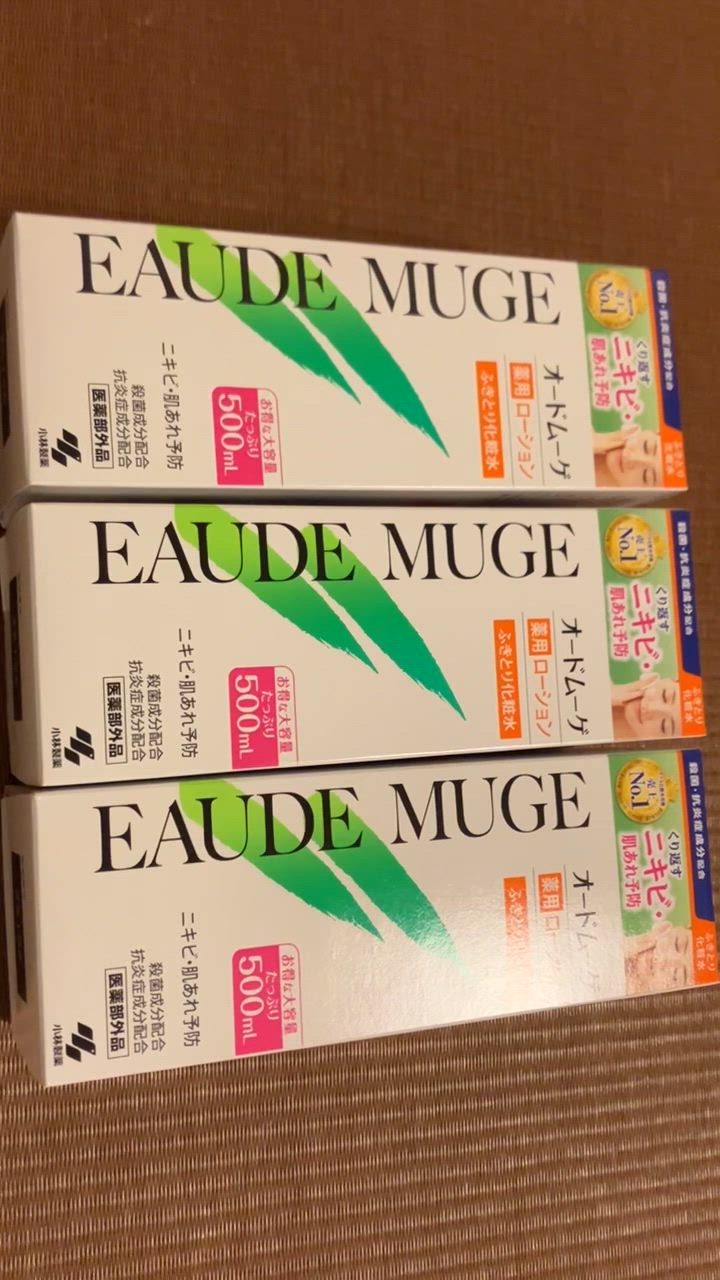 EAUDE MUGE
オードムーゲ
薬用ローション
ふきとり化粧水
お得な大容量
たっぷり
500mL
ニキビ・肌あれ予防
殺菌成分配合
抗炎症成分配合
医薬部外品
小林製薬
殺菌・抗炎症成分配合
売上
No.1
くり返す
ニキビ・
肌あれ予防
ふきとり
化粧水
EAUDE MUGE
オードムーゲ
薬用ローション
ふきとり化粧水
お得な大容量
たっぷり
500mL
ニキビ・肌あれ予防
殺菌成分配合
抗炎症成分配合
医薬部外品
小林製薬
殺菌・抗炎症成分配合
売上
No.1
くり返す
ニキビ・
肌あれ予防
ふきとり
化粧水
EAUDE MUGE
オードムーゲ
薬用ロー
ふきとり
お得な大容量
たっぷり
500mL
ニキビ・肌あれ予防
殺菌成分配合
抗炎症成分配合
医薬部外品
小林製薬
殺菌・抗炎症成分配合
売上
No.1
くり返す
ニキビ・
肌あれ予防
ふきとり
化粧水